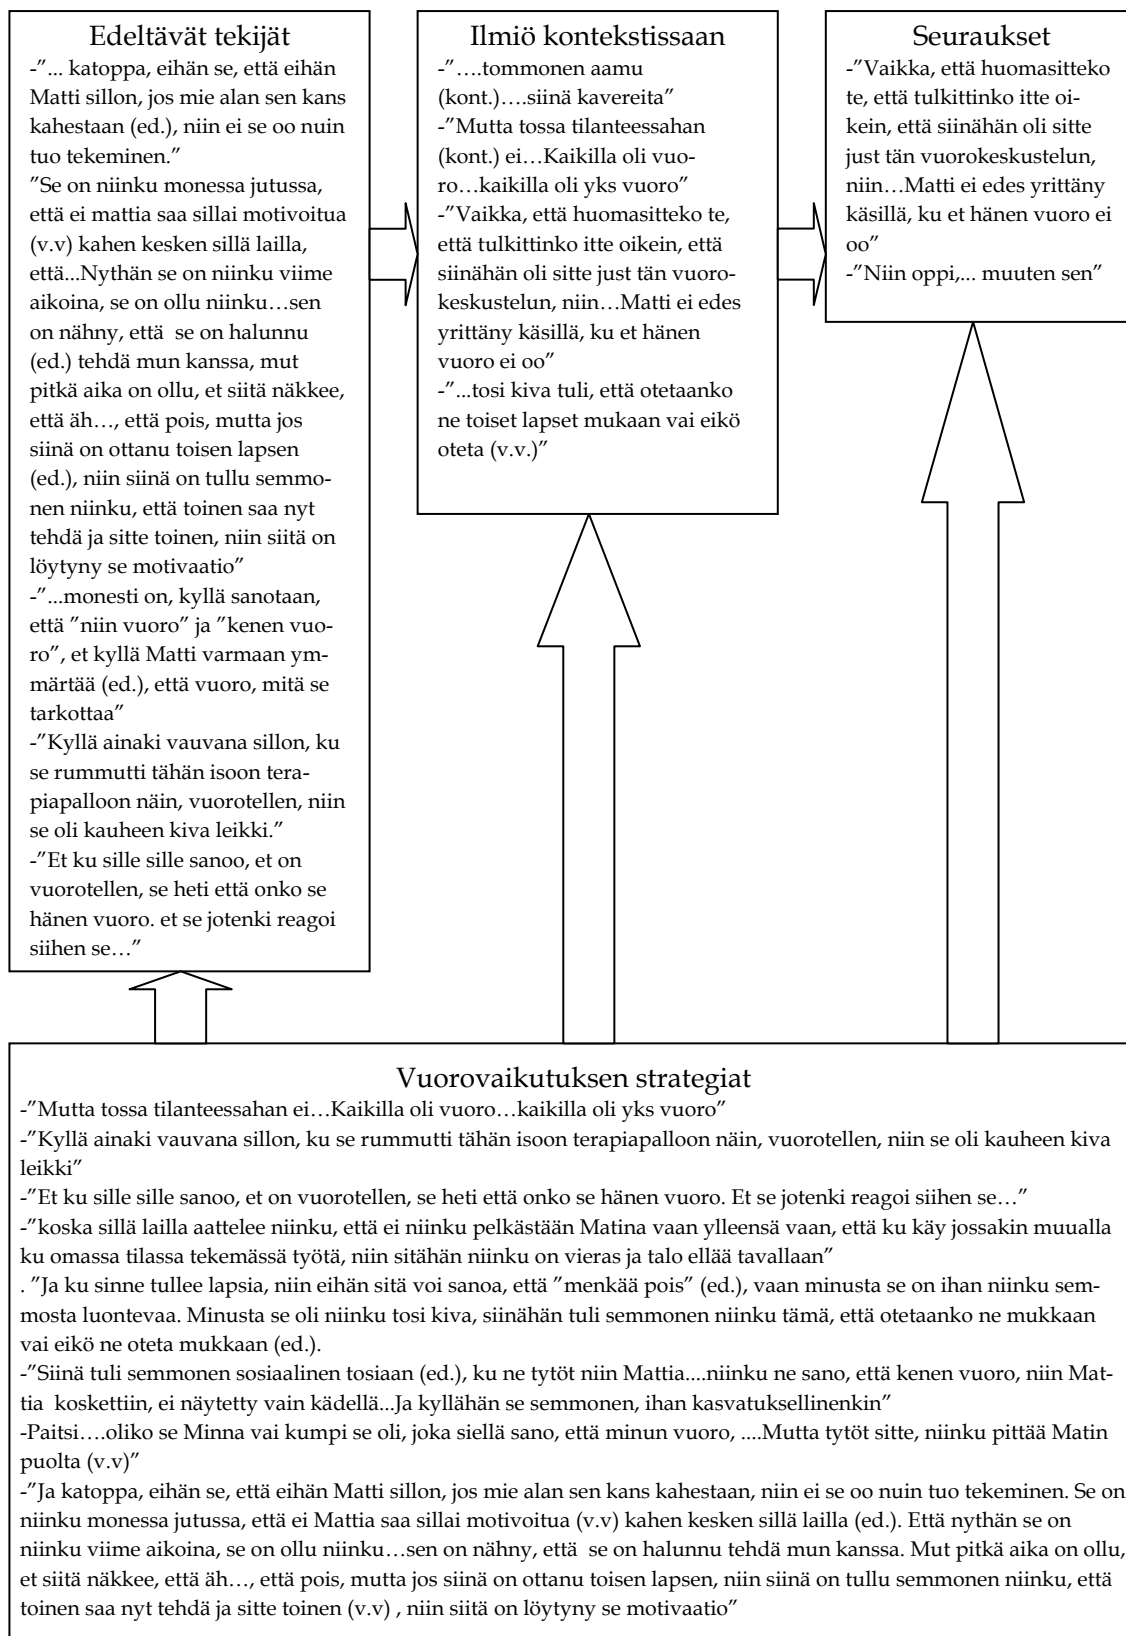 Edeltävät tekijät
-"... katoppa, eihän se, että eihän
Matti sillon, jos mie alan sen kans
kahestaan (ed.), niin ei se oo nuin
tuo tekeminen.”
"Se on niinku monessa jutussa,
että ei mattia saa sillai motivoitua
(v.v) kahen kesken sillä lailla,
että...Nythän se on niinku viime
aikoina, se on ollu niinku…sen
on nähny, että  se on halunnu
(ed.) tehdä mun kanssa, mut
pitkä aika on ollu, et siitä näkkee,
että äh…, että pois, mutta jos
siinä on ottanu toisen lapsen
(ed.), niin siinä on tullu semmo-
nen niinku, että toinen saa nyt
tehdä ja sitte toinen, niin siitä on
löytyny se motivaatio”
-”...monesti on, kyllä sanotaan,
että ”niin vuoro” ja ”kenen vuo-
ro”, et kyllä Matti varmaan ym-
märtää (ed.), että vuoro, mitä se
tarkottaa”
-”Kyllä ainaki vauvana sillon, ku
se rummutti tähän isoon tera-
piapalloon näin, vuorotellen, niin
se oli kauheen kiva leikki.”
-”Et ku sille sille sanoo, et on
vuorotellen, se heti että onko se
hänen vuoro. et se jotenki reagoi
siihen se…”
Ilmiö kontekstissaan
-”….tommonen aamu
(kont.)….siinä kavereita”
-”Mutta tossa tilanteessahan
(kont.) ei…Kaikilla oli vuo-
ro…kaikilla oli yks vuoro”
-”Vaikka, että huomasitteko te,
että tulkittinko itte oikein, että
siinähän oli sitte just tän vuoro-
keskustelun, niin…Matti ei edes
yrittäny käsillä, ku et hänen
vuoro ei oo”
-”...tosi kiva tuli, että otetaanko
ne toiset lapset mukaan vai eikö
oteta (v.v.)”
Seuraukset
-”Vaikka, että huomasitteko
te, että tulkittinko itte oi-
kein, että siinähän oli sitte
just tän vuorokeskustelun,
niin…Matti ei edes yrittäny
käsillä, ku et hänen vuoro ei
oo”
-”Niin oppi,... muuten sen”
Vuorovaikutuksen strategiat
-”Mutta tossa tilanteessahan ei…Kaikilla oli vuoro…kaikilla oli yks vuoro”
-”Kyllä ainaki vauvana sillon, ku se rummutti tähän isoon terapiapalloon näin, vuorotellen, niin se oli kauheen kiva
leikki”
-”Et ku sille sille sanoo, et on vuorotellen, se heti että onko se hänen vuoro. Et se jotenki reagoi siihen se…”
-”koska sillä lailla aattelee niinku, että ei niinku pelkästään Matina vaan ylleensä vaan, että ku käy jossakin muualla
ku omassa tilassa tekemässä työtä, niin sitähän niinku on vieras ja talo ellää tavallaan”
. ”Ja ku sinne tullee lapsia, niin eihän sitä voi sanoa, että ”menkää pois” (ed.), vaan minusta se on ihan niinku sem-
mosta luontevaa. Minusta se oli niinku tosi kiva, siinähän tuli semmonen niinku tämä, että otetaanko ne mukkaan
vai eikö ne oteta mukkaan (ed.).
-”Siinä tuli semmonen sosiaalinen tosiaan (ed.), ku ne tytöt niin Mattia....niinku ne sano, että kenen vuoro, niin Mat-
tia  koskettiin, ei näytetty vain kädellä...Ja kyllähän se semmonen, ihan kasvatuksellinenkin”
-Paitsi….oliko se Minna vai kumpi se oli, joka siellä sano, että minun vuoro, ....Mutta tytöt sitte, niinku pittää Matin
puolta (v.v)”
-”Ja katoppa, eihän se, että eihän Matti sillon, jos mie alan sen kans kahestaan, niin ei se oo nuin tuo tekeminen. Se on
niinku monessa jutussa, että ei Mattia saa sillai motivoitua (v.v) kahen kesken sillä lailla (ed.). Että nythän se on
niinku viime aikoina, se on ollu niinku…sen on nähny, että  se on halunnu tehdä mun kanssa. Mut pitkä aika on ollu,
et siitä näkkee, että äh…, että pois, mutta jos siinä on ottanu toisen lapsen, niin siinä on tullu semmonen niinku, että
toinen saa nyt tehdä ja sitte toinen (v.v) , niin siitä on löytyny se motivaatio”